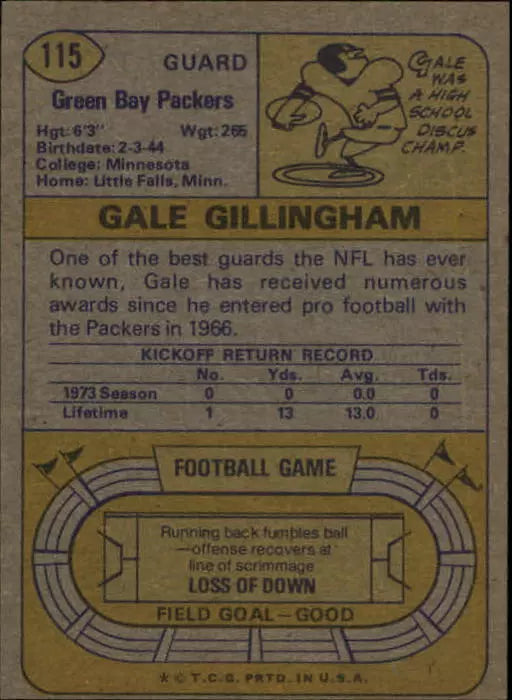 115
GUARD
Green Bay Packers
Hgt: 6'3" Wgt: 265
Birthdate: 2-3-44
College: Minnesota
Home: Little Falls, Minn.
GALE
WAS
A HIGH
SCHOOL
DISCUS
CHAMP.
GALE GILLINGHAM
One of the best guards the NFL has ever
known, Gale has received numerous
awards since he entered pro football with
the Packers in 1966.
KICKOFF RETURN RECORD
No. Yds. Avg. Tds.
1973 Season 0 0 0.0 0
Lifetime 1 13 13.0 0
FOOTBALL GAME
Running back fumbles ball
—offense recovers at
line of scrimmage
LOSS OF DOWN
FIELD GOAL—GOOD
* © T.C.G. PRTD. IN U.S.A.